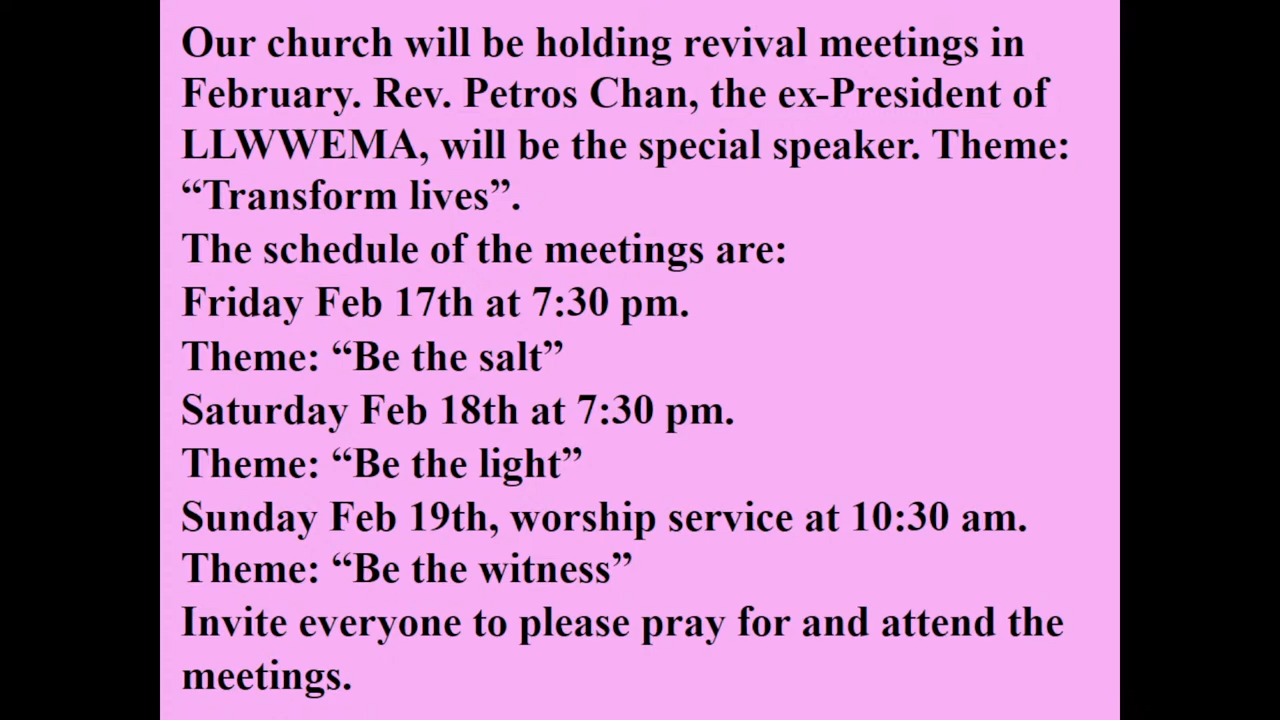 Our church will be holding revival meetings in
February. Rev. Petros Chan, the ex-President of
LLWWEMA, will be the special speaker. Theme:
“Transform lives”.
The schedule of the meetings are:
Friday Feb 17th at 7:30 pm.
Theme: “Be the salt”
Saturday Feb 18th at 7:30 pm.
Theme: “Be the light”
Sunday Feb 19th, worship service at 10:30 am.
Theme: “Be the witness”
Invite everyone to please pray for and attend the
meetings.